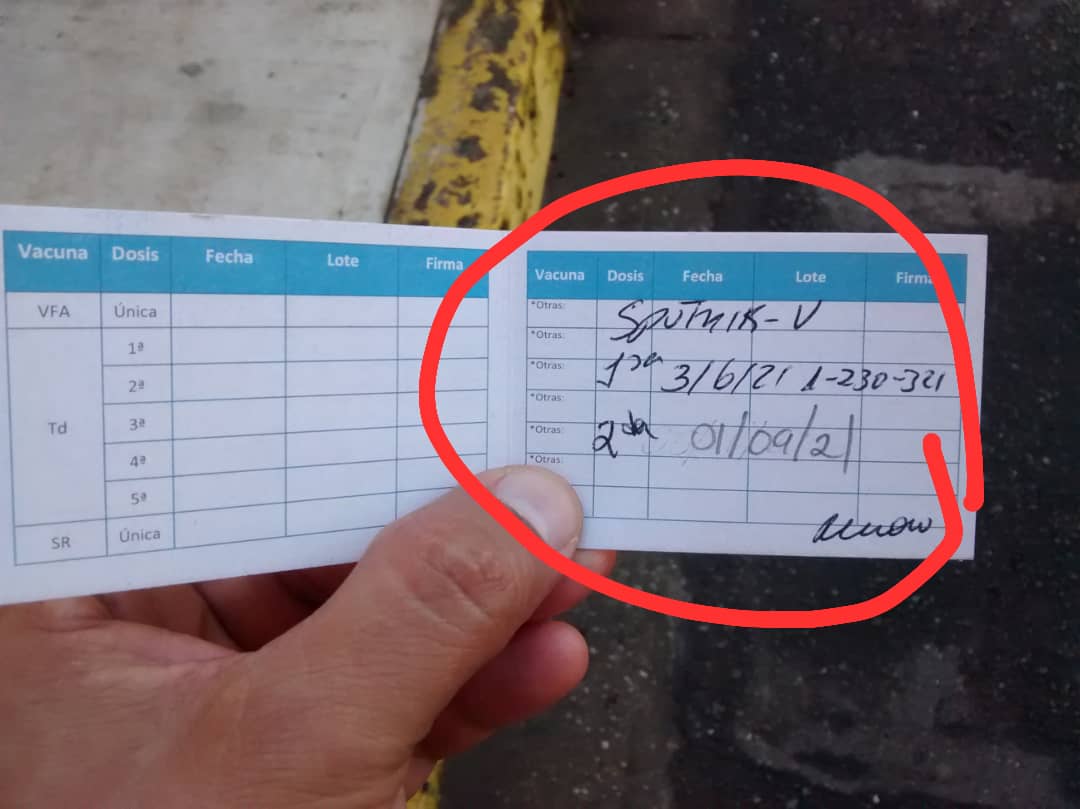 Vacuna Dosis Fecha Lote Firma
VFA Única
Td 1ª
2ª
3ª
4ª
5ª
SR Única
Vacuna Dosis Fecha Lote Firma
*Otras: SPUTNIK-V
*Otras:
*Otras: 1ra 3/6/21 1-230-321
*Otras:
*Otras: 2da 01/09/21
*Otras: